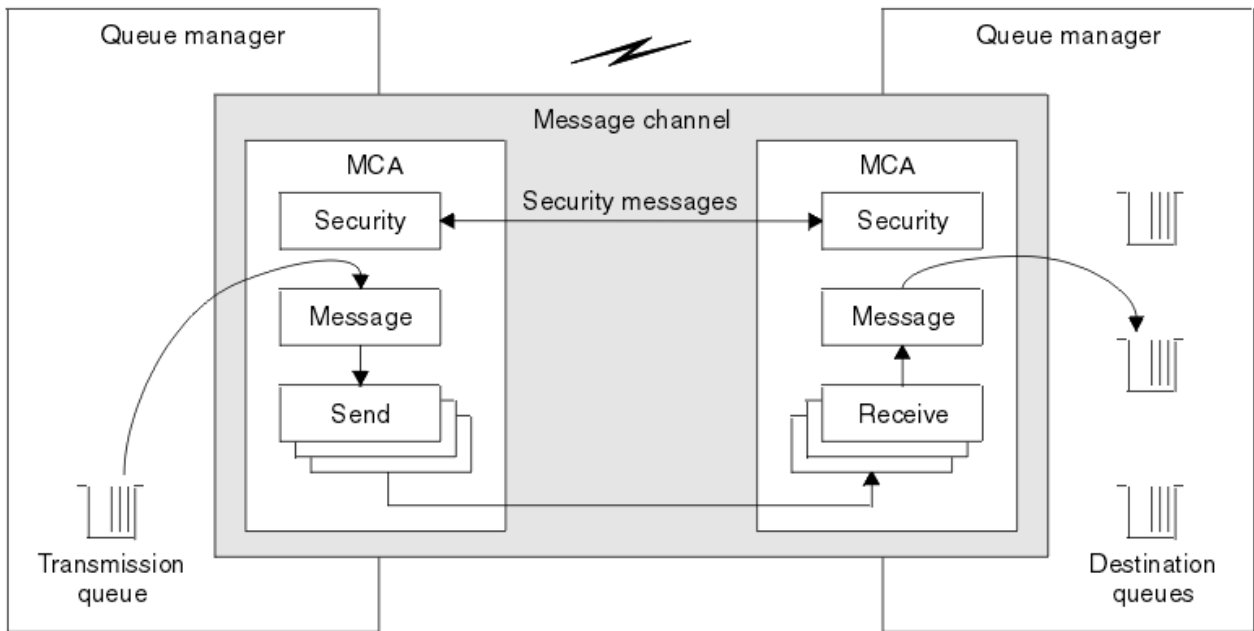 Queue manager
Queue manager
Message channel
MCA
MCA
Security
Security messages
Security
Message
Message
Send
Receive
Transmission
queue
Destination
queues